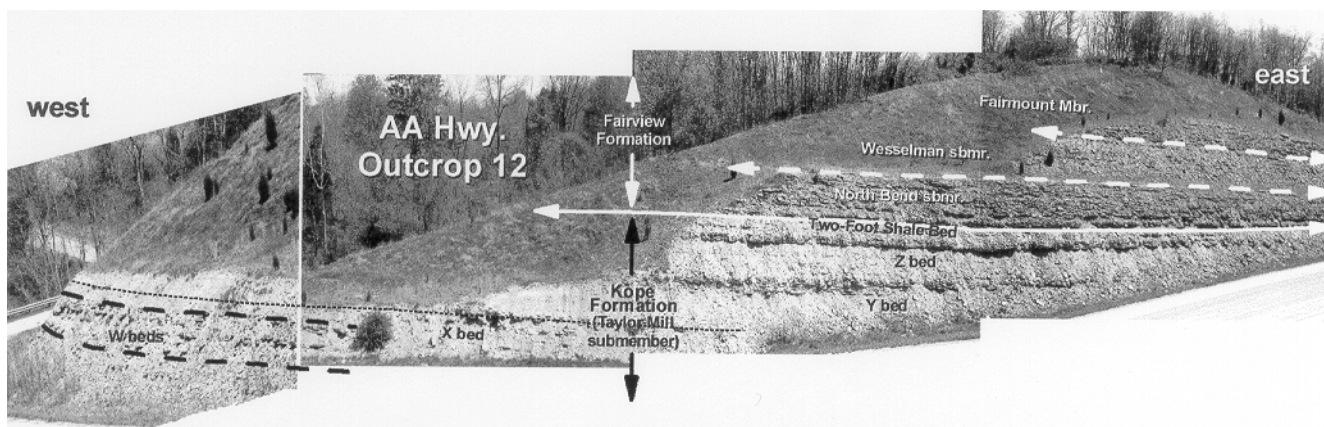 west
east
AA Hwy.
Outcrop 12
Fairview
Formation
Fairmount Mbr.
Wesselman sbmr.
North Bend sbmr.
Two-Foot Shale Bed
Z bed
Kope
Formation
(Taylor Mill
submember)
Y bed
X bed
W beds